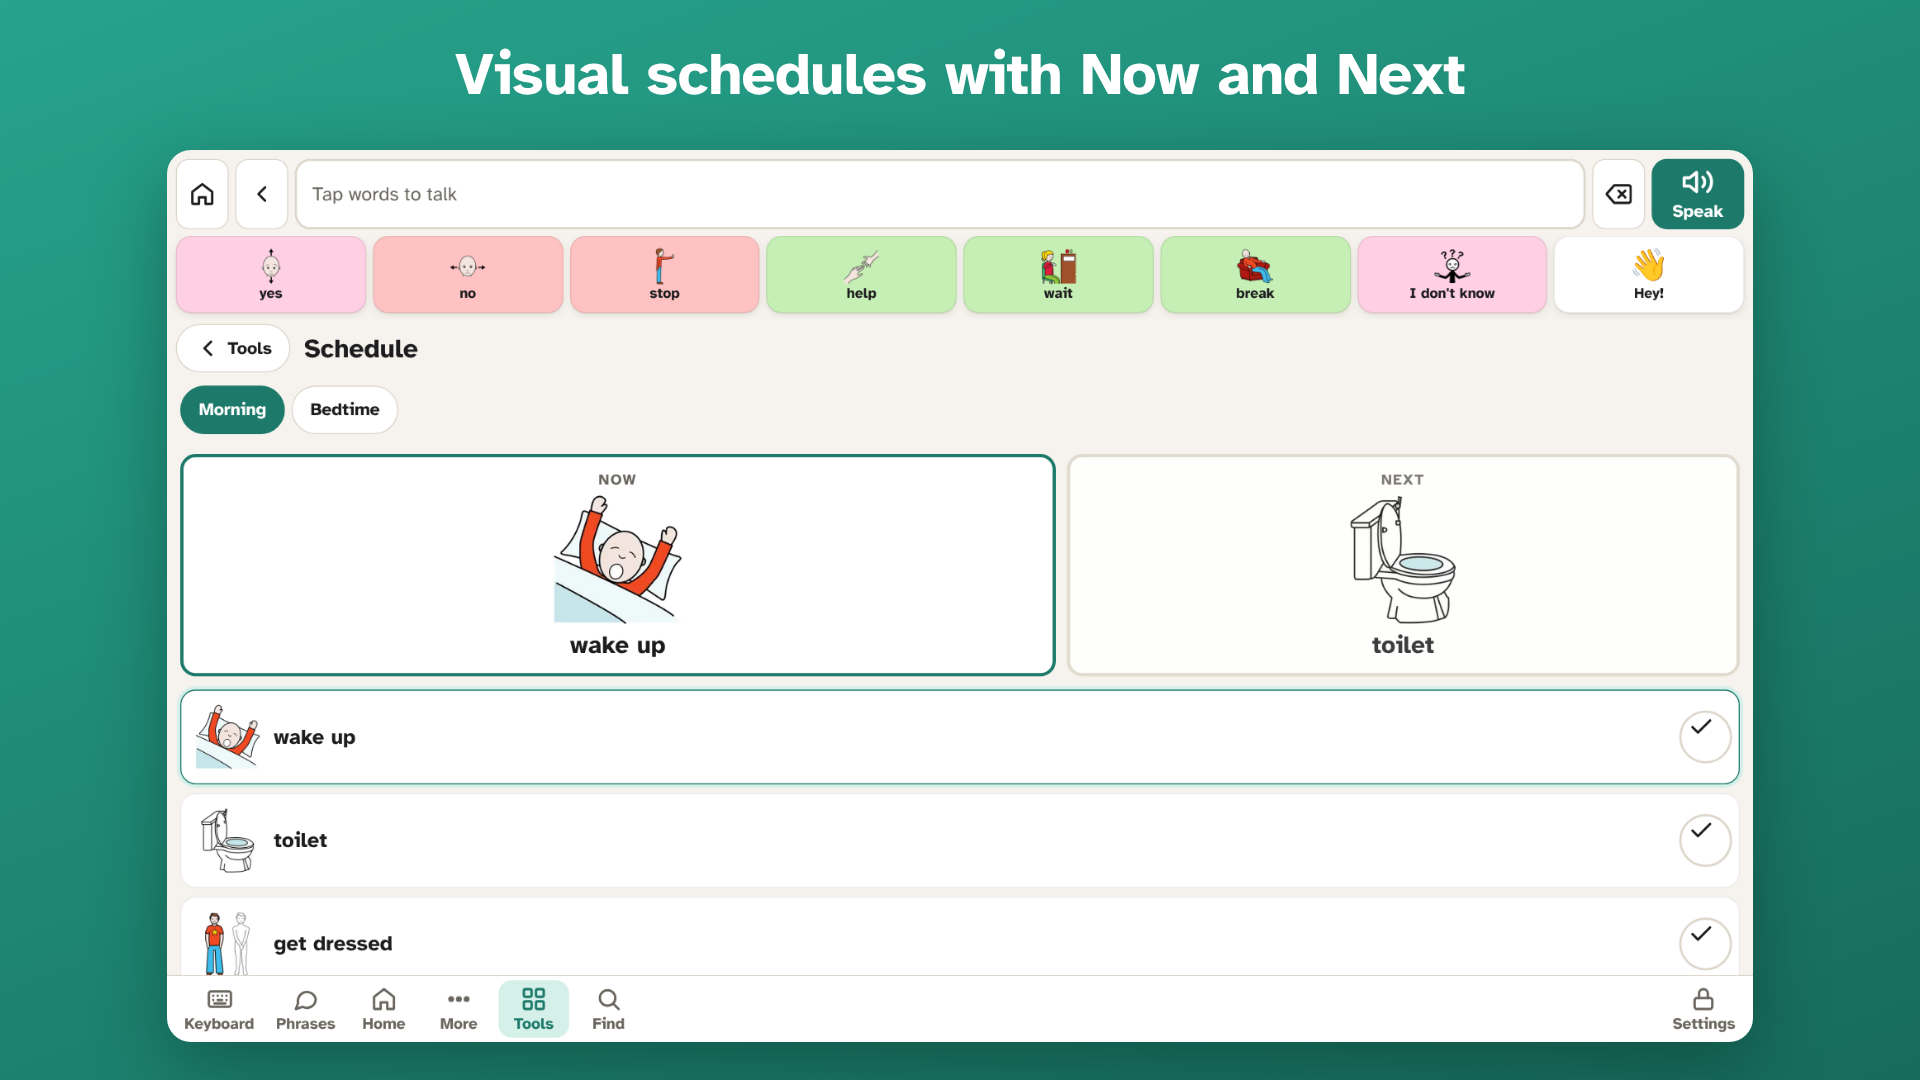 Visual schedules with Now and Next
Tap words to talk
Speak
yes
no
stop
help
wait
break
I don't know
Hey!
Tools
Schedule
Morning
Bedtime
NOW
wake up
NEXT
toilet
wake up
toilet
get dressed
Keyboard
Phrases
Home
More
Tools
Find
Settings